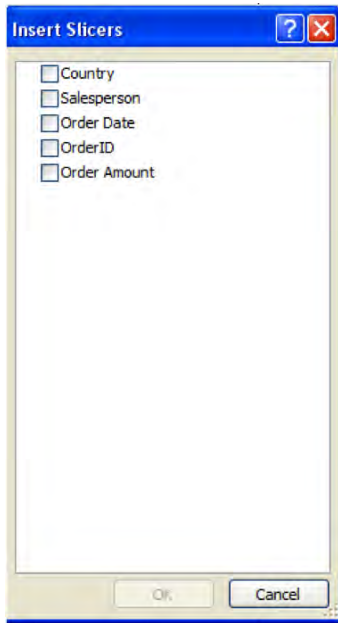 Insert Slicers
Country
Salesperson
Order Date
OrderID
Order Amount
OK
Cancel